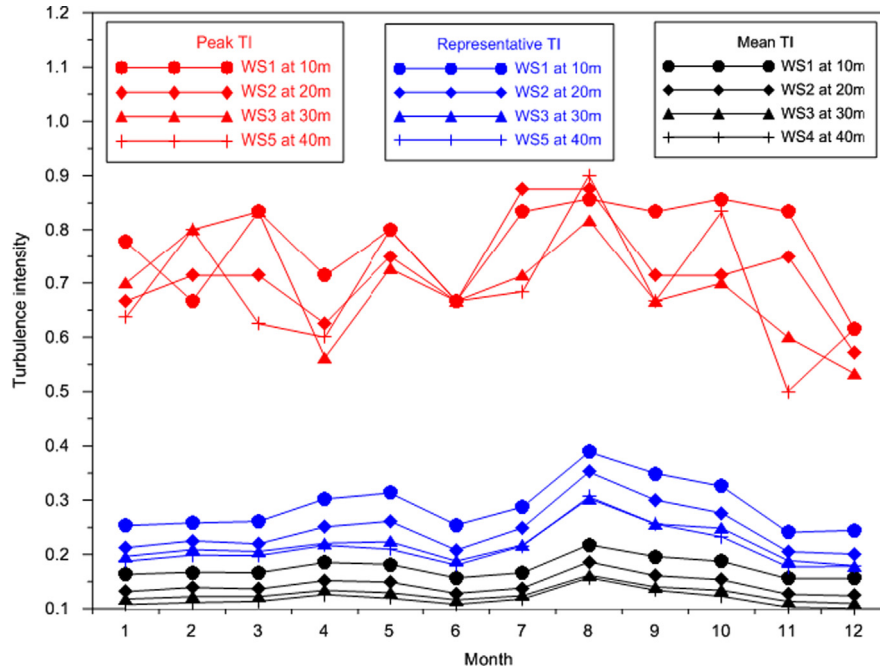 1.2
1.1
1.0
0.9
0.8
0.7
0.6
0.5
0.4
0.3
0.2
0.1
Turbulence intensity
Peak TI
WS1 at 10m
WS2 at 20m
WS3 at 30m
WS5 at 40m
Representative TI
WS1 at 10m
WS2 at 20m
WS3 at 30m
WS5 at 40m
Mean TI
WS1 at 10m
WS2 at 20m
WS3 at 30m
WS4 at 40m
1 2 3 4 5 6 7 8 9 10 11 12
Month